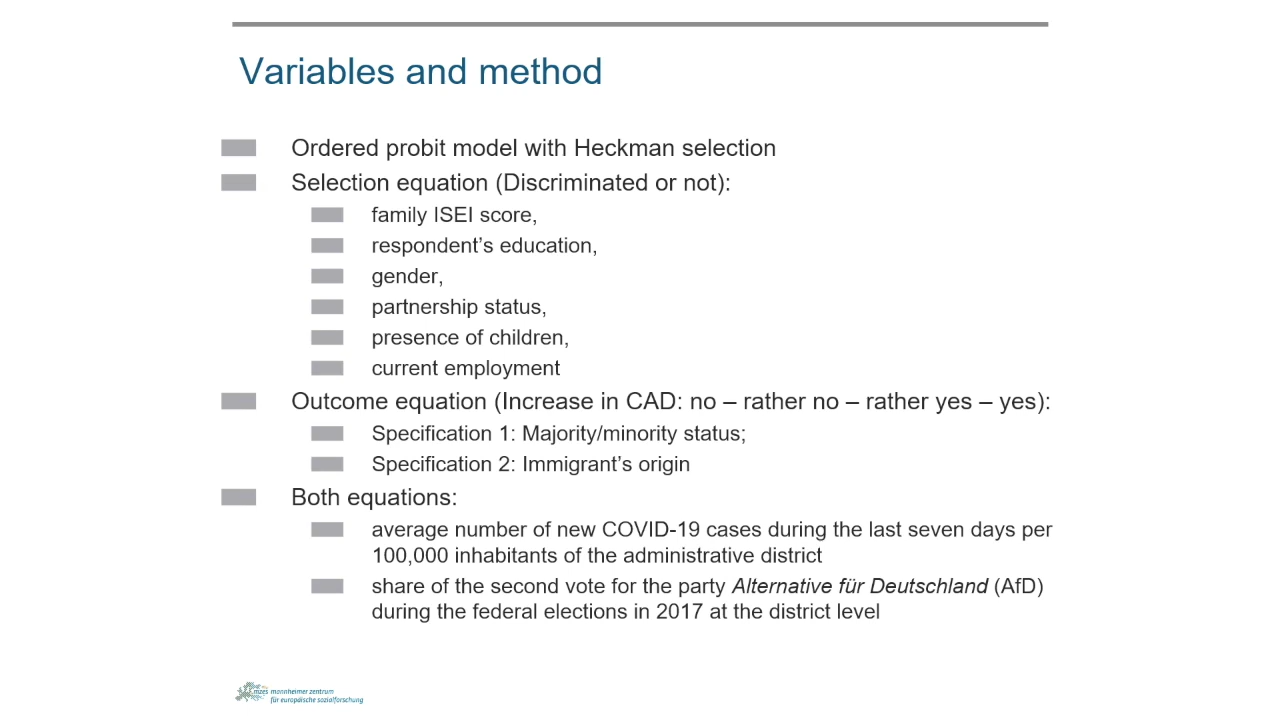 Variables and method
Ordered probit model with Heckman selection
Selection equation (Discriminated or not):
family ISEI score,
respondent’s education,
gender,
partnership status,
presence of children,
current employment
Outcome equation (Increase in CAD: no – rather no – rather yes – yes):
Specification 1: Majority/minority status;
Specification 2: Immigrant’s origin
Both equations:
average number of new COVID-19 cases during the last seven days per
100,000 inhabitants of the administrative district
share of the second vote for the party Alternative für Deutschland (AfD)
during the federal elections in 2017 at the district level
mzes mannheimer zentrum
für europäische sozialforschung